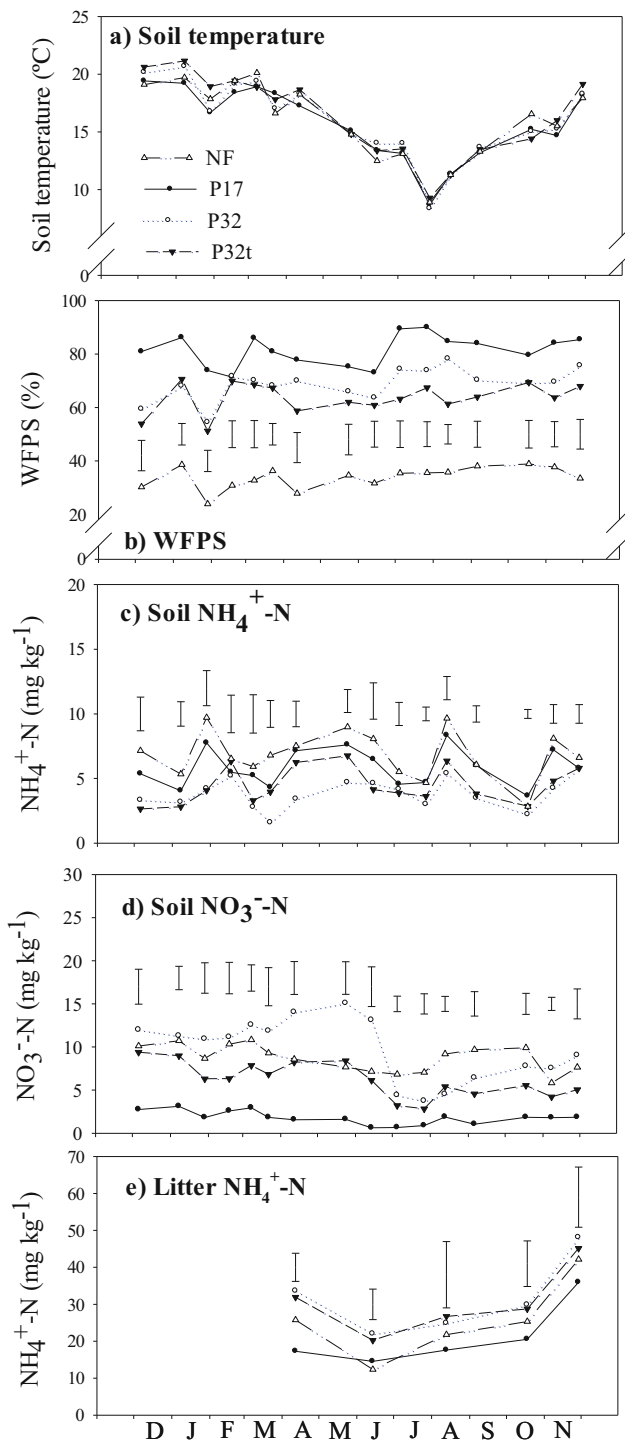 25
a) Soil temperature
20
15
10
0
Soil temperature (ºC)
NF
P17
P32
P32t
100
80
60
40
20
0
WFPS (%)
b) WFPS
20
c) Soil NH4+-N
15
10
5
0
NH4+-N (mg kg-1)
30
d) Soil NO3--N
25
20
15
10
5
0
NO3--N (mg kg-1)
70
e) Litter NH4+-N
60
50
40
30
20
10
0
NH4+-N (mg kg-1)
D J F M A M J J A S O N